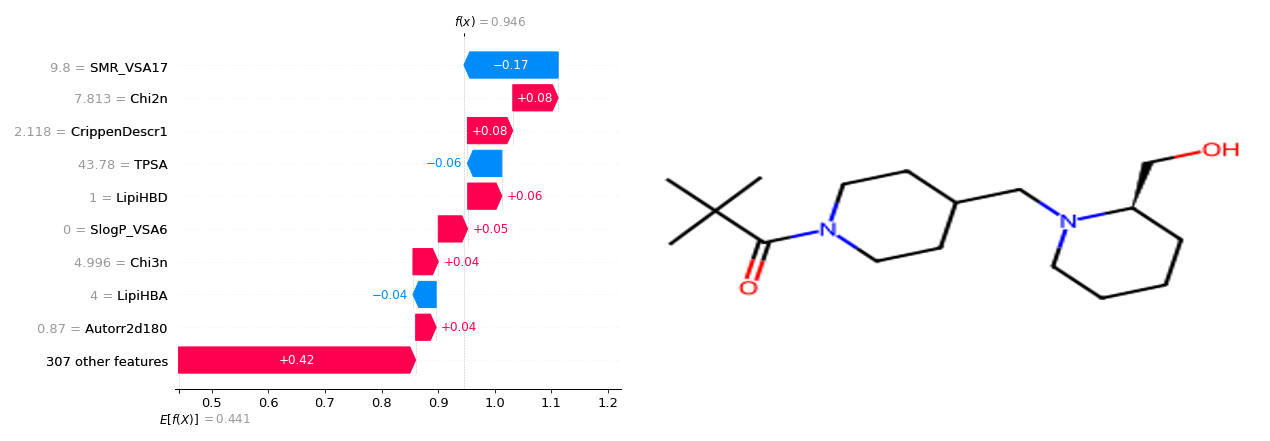 f(x) = 0.946
9.8 = SMR_VSA17
−0.17
7.813 = Chi2n
+0.08
2.118 = CrippenDescr1
+0.08
43.78 = TPSA
−0.06
1 = LipiHBD
+0.06
0 = SlogP_VSA6
+0.05
4.996 = Chi3n
+0.04
4 = LipiHBA
−0.04
0.87 = Autorr2d180
+0.04
307 other features
+0.42
0.5 0.6 0.7 0.8 0.9 1.0 1.1 1.2
E[f(X)] = 0.441
OH
N
N
O